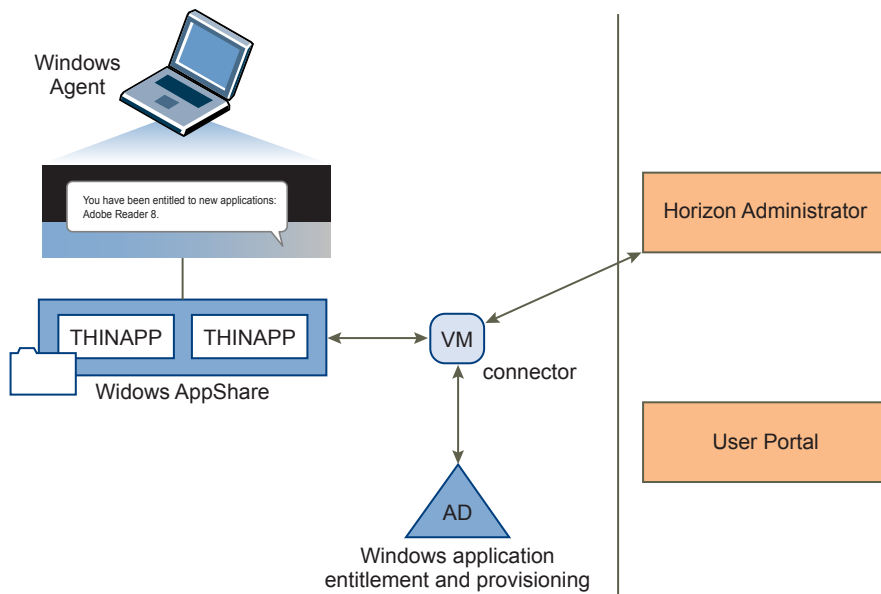 Windows
Agent
You have been entitled to new applications:
Adobe Reader 8.
Horizon Administrator
THINAPP
THINAPP
VM
connector
Widows AppShare
User Portal
AD
Windows application
entitlement and provisioning